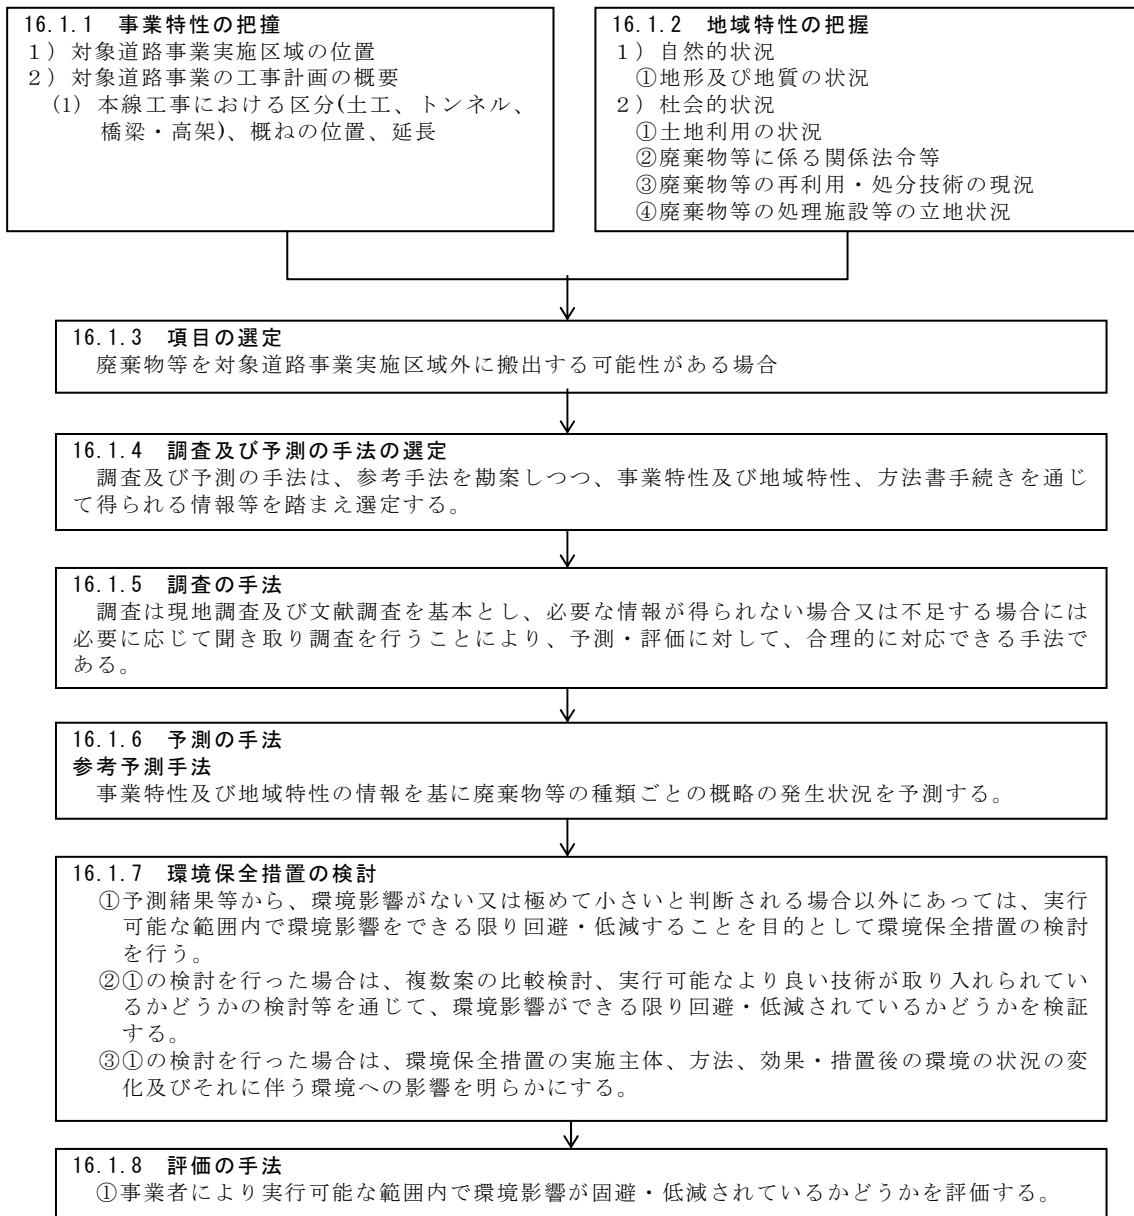 16.1.1 事業特性の把撞
１）対象道路事業実施区域の位置
２）対象道路事業の工事計画の概要
(1) 本線工事における区分(土工、トンネル、
橋梁・高架)、概ねの位置、延長
16.1.2 地域特性の把握
１）自然的状況
①地形及び地質の状況
２）社会的状況
①土地利用の状況
②廃棄物等に係る関係法令等
③廃棄物等の再利用・処分技術の現況
④廃棄物等の処理施設等の立地状況
16.1.3 項目の選定
廃棄物等を対象道路事業実施区域外に搬出する可能性がある場合
16.1.4 調査及び予測の手法の選定
調査及び予測の手法は、参考手法を勘案しつつ、事業特性及び地域特性、方法書手続きを通じ
て得られる情報等を踏まえ選定する。
16.1.5 調査の手法
調査は現地調査及び文献調査を基本とし、必要な情報が得られない場合又は不足する場合には
必要に応じて聞き取り調査を行うことにより、予測・評価に対して、合理的に対応できる手法で
ある。
16.1.6 予測の手法
参考予測手法
事業特性及び地域特性の情報を基に廃棄物等の種類ごとの概略の発生状況を予測する。
16.1.7 環境保全措置の検討
①予測緒果等から、環境影響がない又は極めて小さいと判断される場合以外にあっては、実行
可能な範囲内で環境影響をできる限り回避・低減することを目的として環境保全措置の検討
を行う。
②①の検討を行った場合は、複数案の比較検討、実行可能なより良い技術が取り入れられてい
るかどうかの検討等を通じて、環境影響ができる限り回避・低減されているかどうかを検証
する。
③①の検討を行った場合は、環境保全措置の実施主体、方法、効果・措置後の環境の状況の変
化及びそれに伴う環境への影響を明らかにする。
16.1.8 評価の手法
①事業者により実行可能な範囲内で環境影響が固避・低減されているかどうかを評価する。